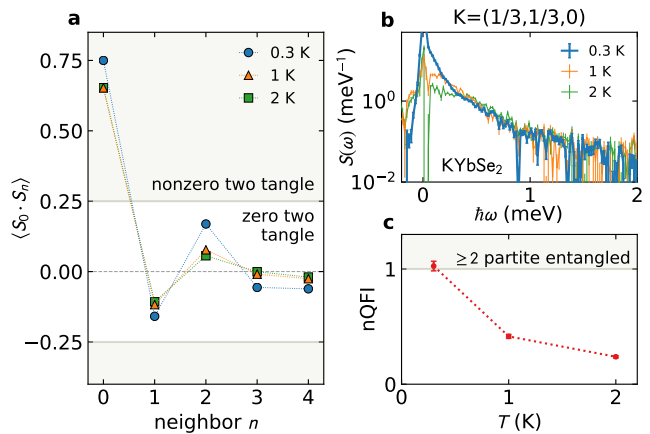 a
0.75
0.50
0.25
0.00
−0.25
⟨S₀ · Sₙ⟩
0.3 K
1 K
2 K
nonzero two tangle
zero two
tangle
0 1 2 3 4
neighbor n
b
K=(1/3,1/3,0)
S(ω) (meV⁻¹)
10⁰
10⁻²
0.3 K
1 K
2 K
KYbSe₂
0 1 2
ℏω (meV)
c
nQFI
1
0
≥2 partite entangled
0 1 2
T (K)